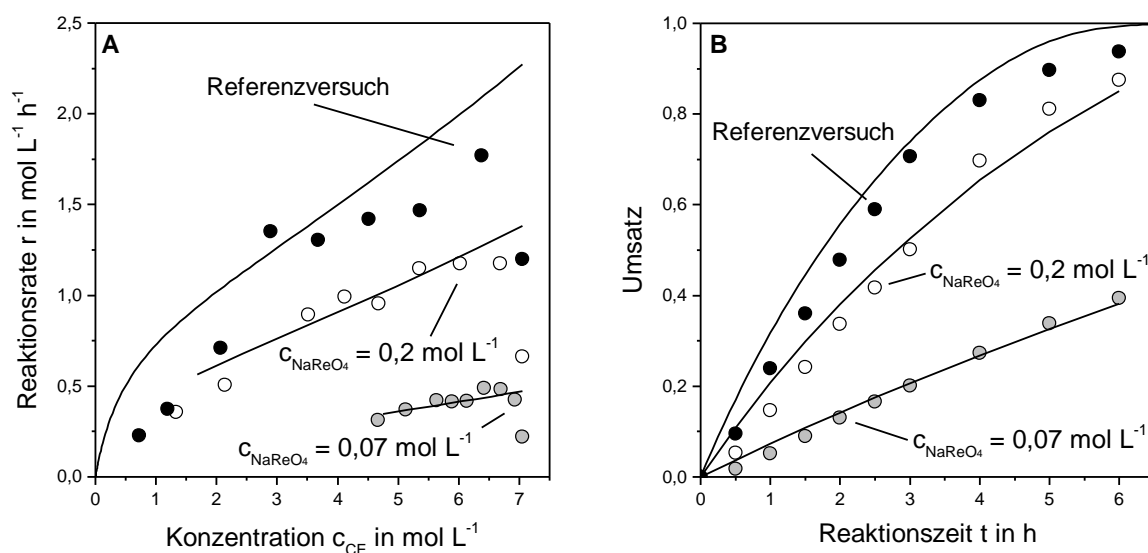 A
Reaktionsrate r in mol L⁻¹ h⁻¹
2,5
2,0
1,5
1,0
0,5
0,0
Referenzversuch
c_NaReO₄ = 0,2 mol L⁻¹
c_NaReO₄ = 0,07 mol L⁻¹
0 1 2 3 4 5 6 7
Konzentration c_CE in mol L⁻¹
B
Umsatz
1,0
0,8
0,6
0,4
0,2
0,0
Referenzversuch
c_NaReO₄ = 0,2 mol L⁻¹
c_NaReO₄ = 0,07 mol L⁻¹
0 1 2 3 4 5 6
Reaktionszeit t in h